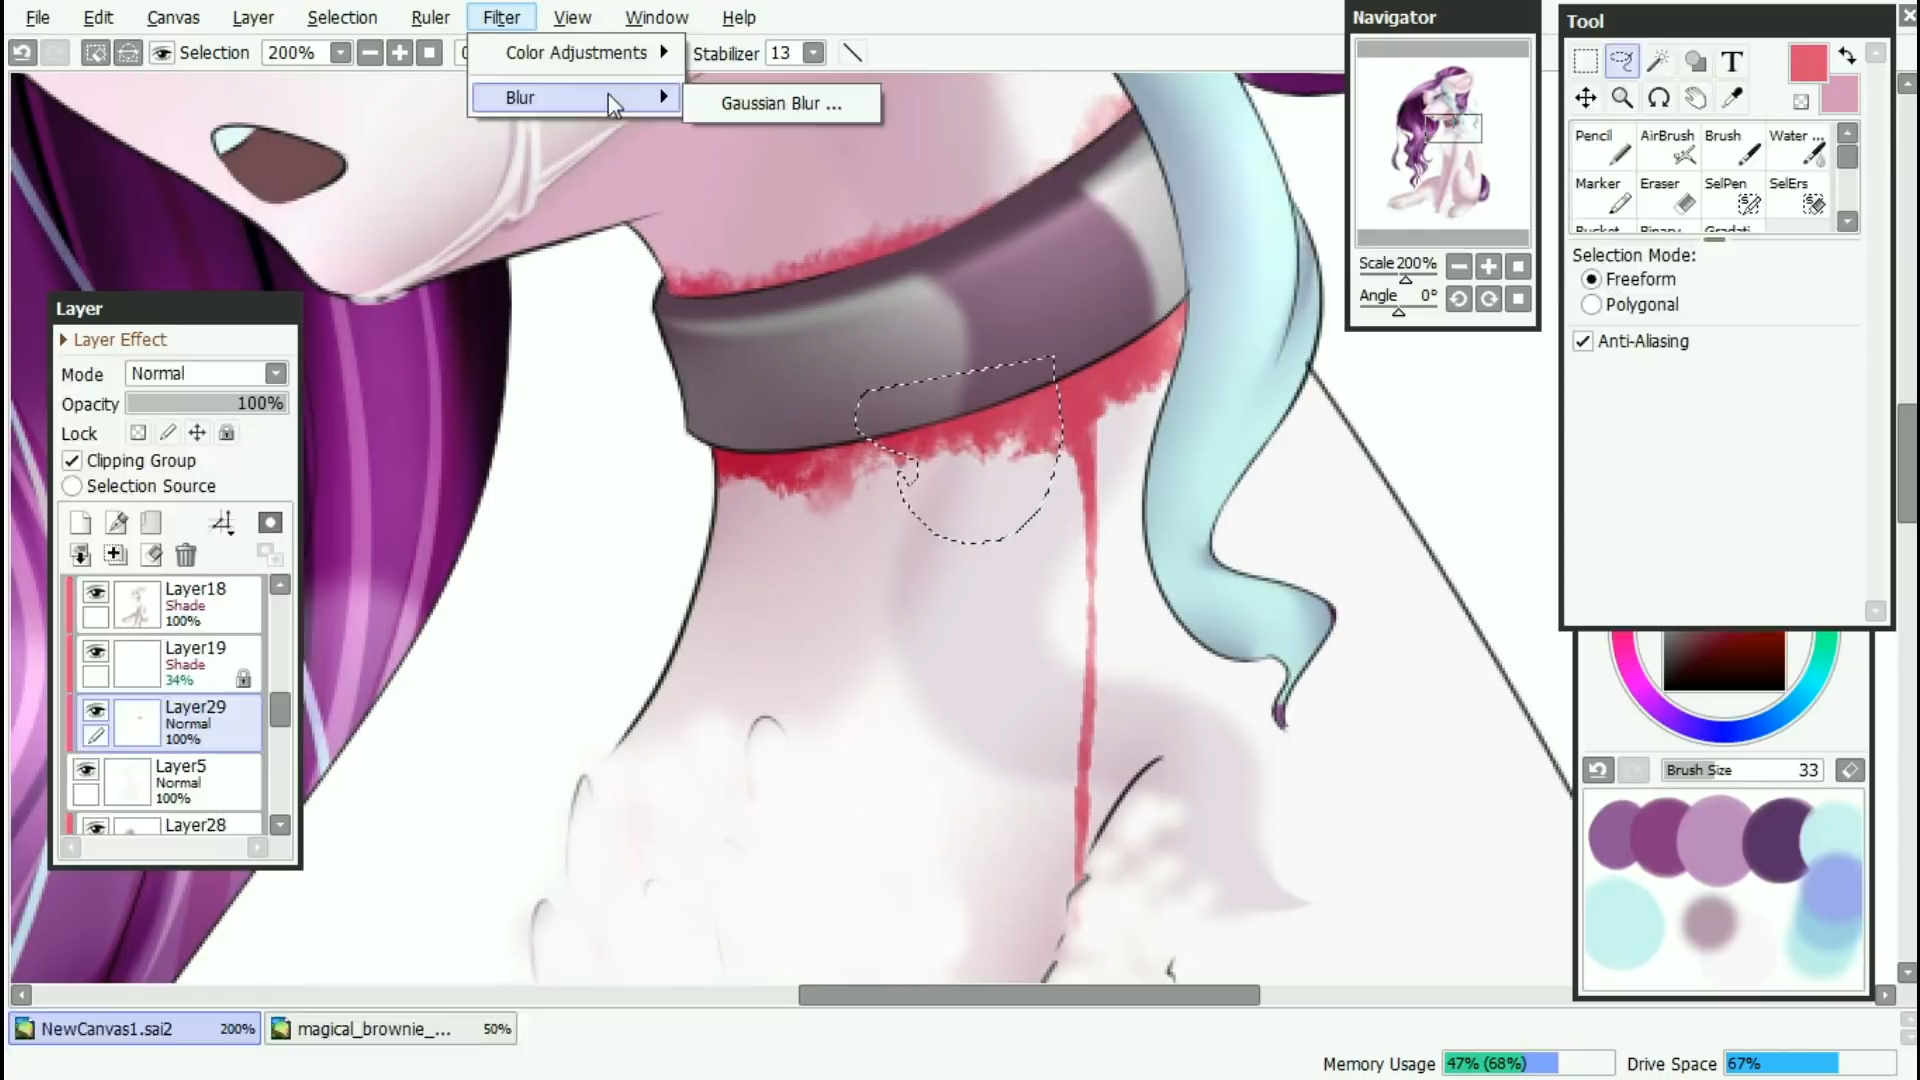 File Edit Canvas Layer Selection Ruler Filter View Window Help
Selection 200% Stabilizer 13
Color Adjustments
Blur
Gaussian Blur ...
Navigator
Scale 200%
Angle 0°
Tool
T
Pencil AirBrush Brush Water ...
Marker Eraser SelPen SelErs
Bucket Binary Gradati
Selection Mode:
Freeform
Polygonal
Anti-Aliasing
Layer
Layer Effect
Mode Normal
Opacity 100%
Lock
Clipping Group
Selection Source
Layer18
Shade
100%
Layer19
Shade
34%
Layer29
Normal
100%
Layer5
Normal
100%
Layer28
Brush Size 33
NewCanvas1.sai2 200% magical_brownie_... 50%
Memory Usage 47% (68%) Drive Space 67%